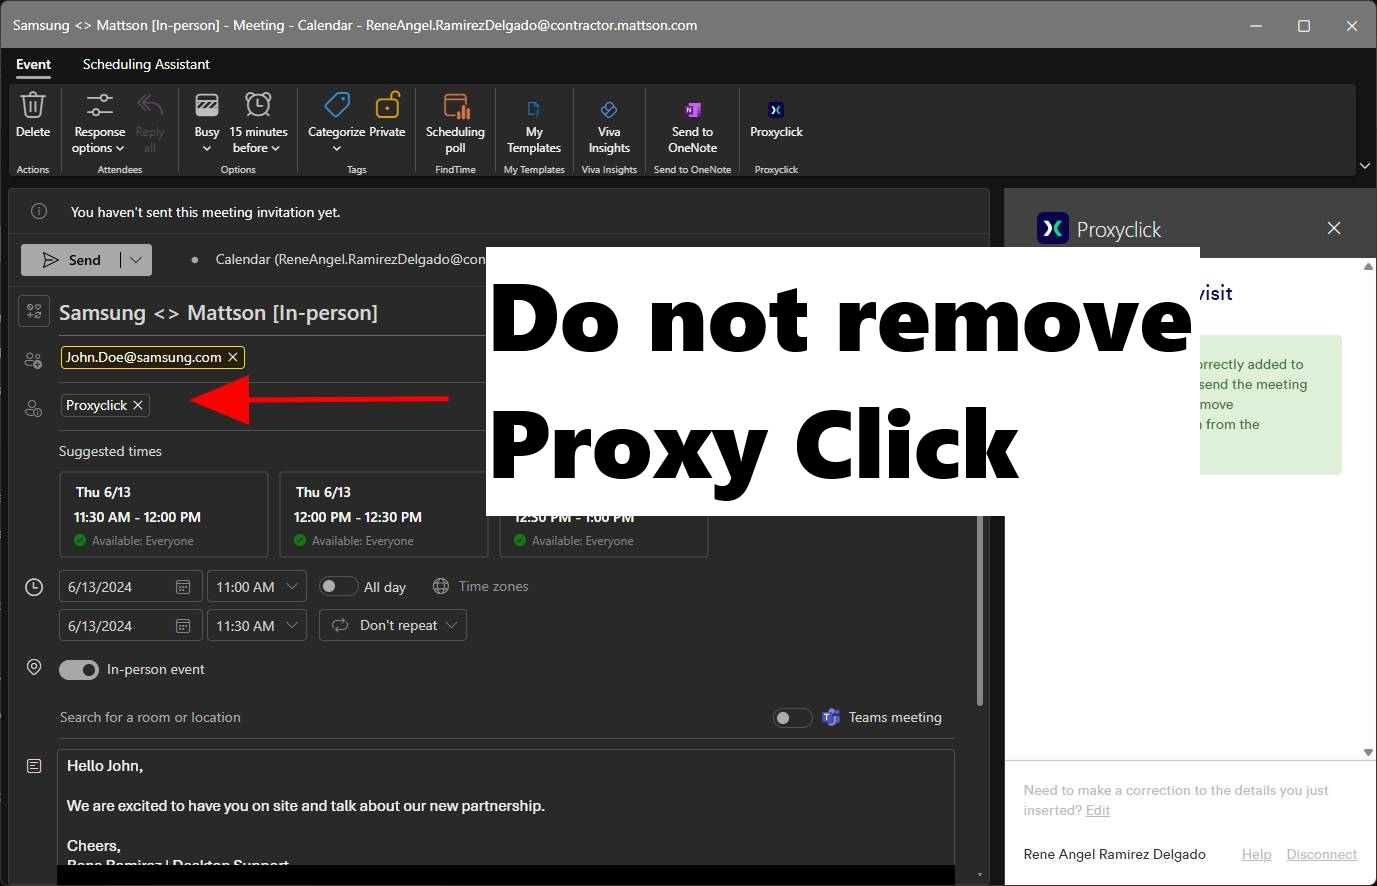 Samsung <> Mattson [In-person] - Meeting - Calendar - ReneAngel.RamirezDelgado@contractor.mattson.com
Event
Scheduling Assistant
Delete
Response options
Reply all
Busy
15 minutes before
Categorize
Private
Scheduling poll
My Templates
Viva Insights
Send to OneNote
Proxyclick
Actions
Attendees
Options
Tags
FindTime
My Templates
Viva Insights
Send to OneNote
Proxyclick
You haven't sent this meeting invitation yet.
Send
Calendar (ReneAngel.RamirezDelgado@con
Samsung <> Mattson [In-person]
John.Doe@samsung.com
Proxyclick
Do not remove
Proxy Click
Suggested times
Thu 6/13
11:30 AM - 12:00 PM
Available: Everyone
Thu 6/13
12:00 PM - 12:30 PM
Available: Everyone
12:30 PM - 1:00 PM
Available: Everyone
6/13/2024
11:00 AM
All day
Time zones
6/13/2024
11:30 AM
Don't repeat
In-person event
Search for a room or location
Teams meeting
Hello John,
We are excited to have you on site and talk about our new partnership.
Cheers,
Rene Ramirez | Desktop Support
Proxyclick
visit
orrectly added to
send the meeting
move
from the
Need to make a correction to the details you just
inserted? Edit
Rene Angel Ramirez Delgado
Help
Disconnect